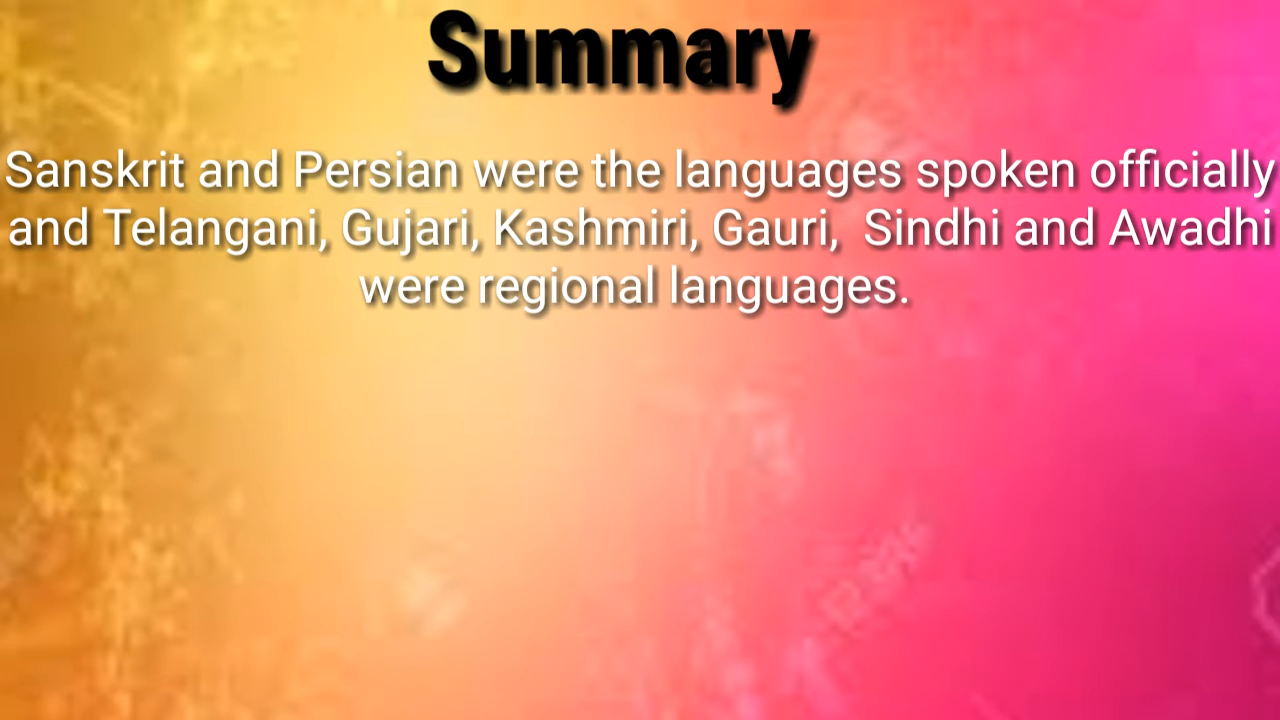 Summary
Sanskrit and Persian were the languages spoken officially
and Telangani, Gujari, Kashmiri, Gauri,  Sindhi and Awadhi
were regional languages.